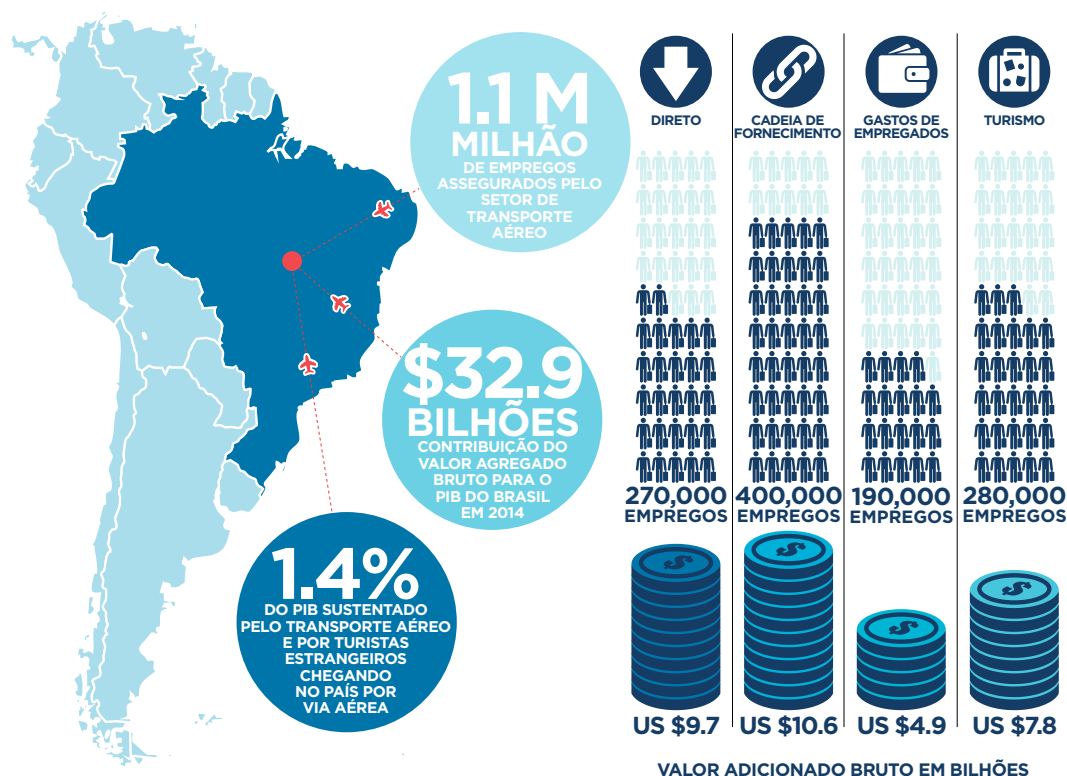 1.1 M
MILHÃO
DE EMPREGOS
ASSEGURADOS PELO
SETOR DE
TRANSPORTE
AÉREO
$32.9
BILHÕES
CONTRIBUIÇÃO DO
VALOR AGREGADO
BRUTO PARA O
PIB DO BRASIL
EM 2014
1.4%
DO PIB SUSTENTADO
PELO TRANSPORTE AÉREO
E POR TURISTAS
ESTRANGEIROS
CHEGANDO
NO PAÍS POR
VIA AÉREA
DIRETO
CADEIA DE
FORNECIMENTO
GASTOS DE
EMPREGADOS
TURISMO
270,000
EMPREGOS
400,000
EMPREGOS
190,000
EMPREGOS
280,000
EMPREGOS
$
$
$
$
US $9.7
US $10.6
US $4.9
US $7.8
VALOR ADICIONADO BRUTO EM BILHÕES